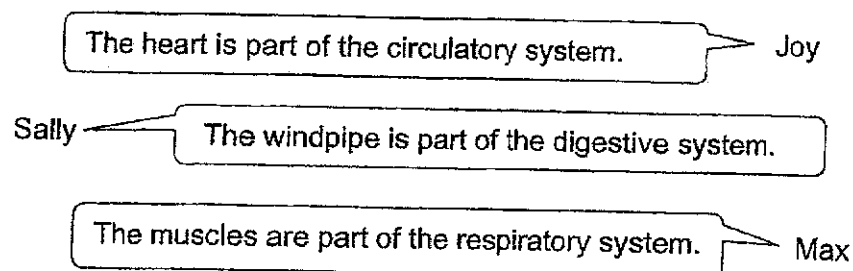 The heart is part of the circulatory system. Joy
Sally The windpipe is part of the digestive system.
The muscles are part of the respiratory system. Max